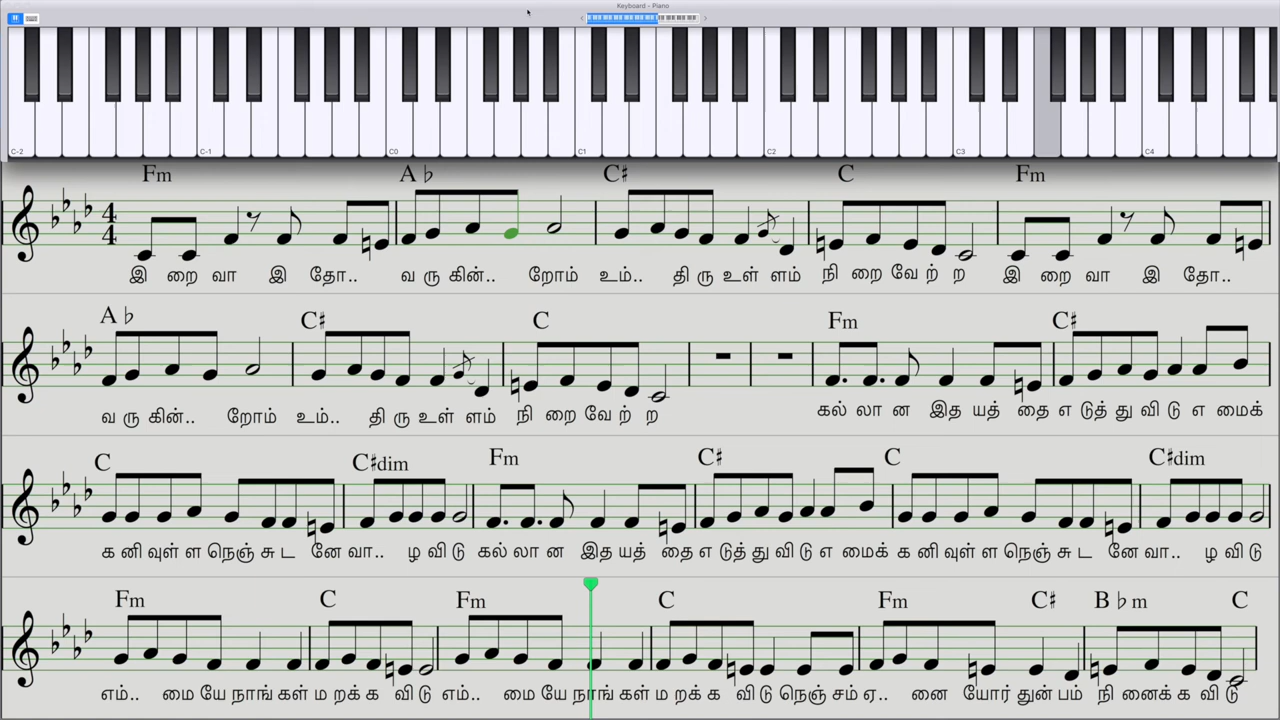 Keyboard - Piano
C-2 C-1 C0 C1 C2 C3 C4
Fm A♭ C♯ C Fm
4
4
இ றை வா இ தோ.. வ ரு கின்.. றோம் உம்.. தி ரு உள் ளம் நி றை வே ற் ற இ றை வா இ தோ..
A♭ C♯ C Fm C♯
வ ரு கின்.. றோம் உம்.. தி ரு உள் ளம் நி றை வே ற் ற கல் லா ன இத யத் தை எ டுத் து வி டு எ மைக்
C C♯dim Fm C♯ C C♯dim
க னி வுள் ள நெஞ் சு ட னே வா.. ழ வி டு கல் லா ன இத யத் தை எ டுத் து வி டு எ மைக் க னி வுள் ள நெஞ் சு ட னே வா.. ழ வி டு
Fm C Fm C Fm C♯ B♭m C
எம்.. மை யே நாங் கள் ம றக் க வி டு எம்.. மை யே நாங் கள் ம றக் க வி டு நெஞ் சம் ஏ.. னை யோர் துன் பம் நி னைக் க வி டு